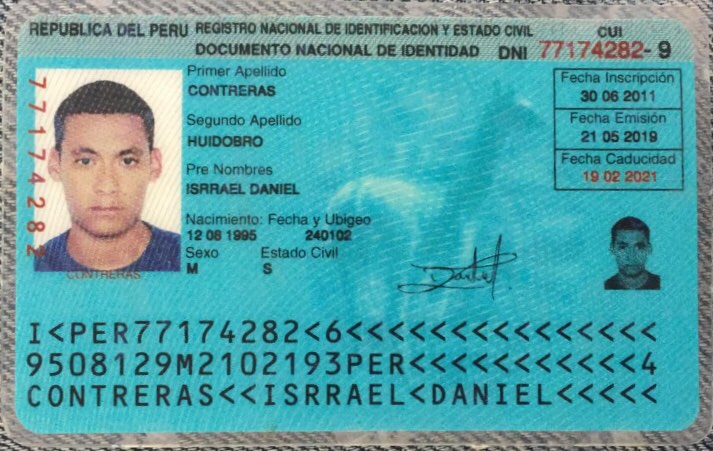 REPUBLICA DEL PERU REGISTRO NACIONAL DE IDENTIFICACION Y ESTADO CIVIL CUI
DOCUMENTO NACIONAL DE IDENTIDAD DNI 77174282-9
77174282
Primer Apellido
CONTRERAS
Segundo Apellido
HUIDOBRO
Pre Nombres
ISRRAEL DANIEL
Nacimiento: Fecha y Ubigeo
12 08 1995 240102
Sexo Estado Civil
M S
Fecha Inscripción
30 06 2011
Fecha Emisión
21 05 2019
Fecha Caducidad
19 02 2021
CONTRERAS
Daniel
I<PER77174282<6<<<<<<<<<<<<<<<
9508129M2102193PER<<<<<<<<<<<4
CONTRERAS<<ISRRAEL<DANIEL<<<<<